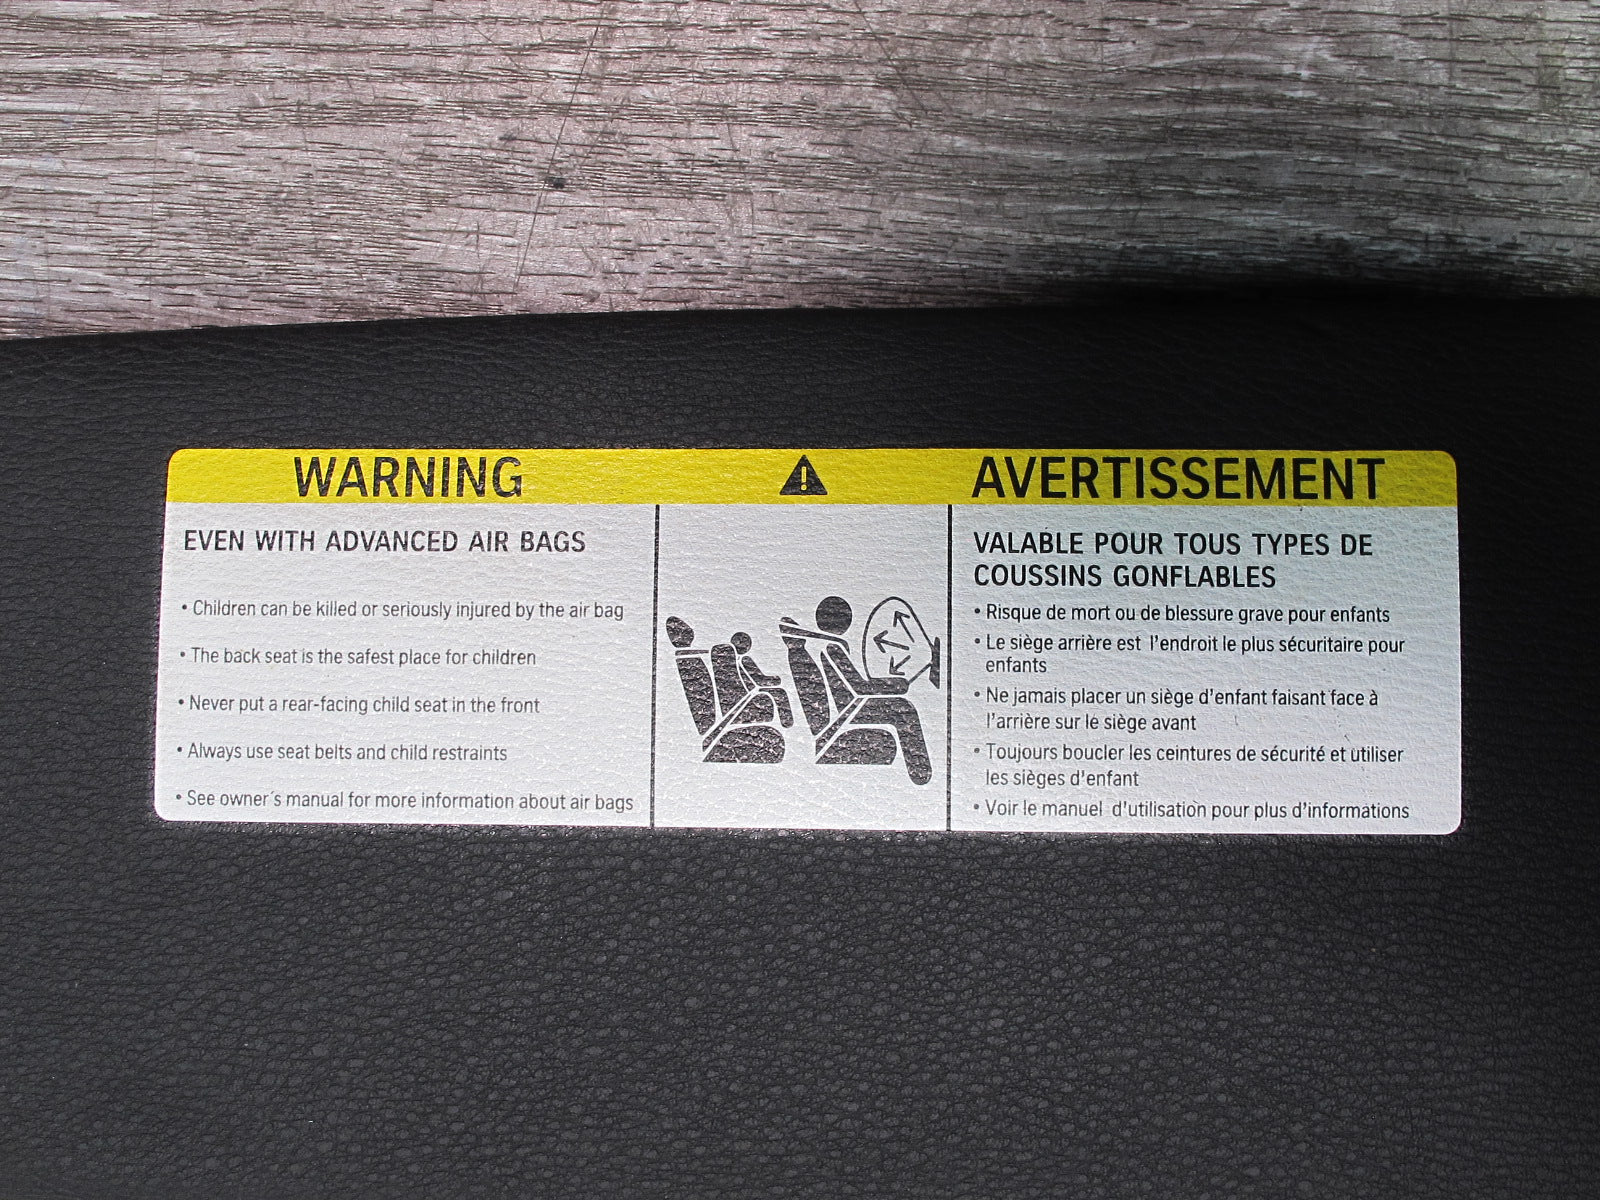 WARNING
EVEN WITH ADVANCED AIR BAGS
• Children can be killed or seriously injured by the air bag
• The back seat is the safest place for children
• Never put a rear-facing child seat in the front
• Always use seat belts and child restraints
• See owner´s manual for more information about air bags
AVERTISSEMENT
VALABLE POUR TOUS TYPES DE
COUSSINS GONFLABLES
• Risque de mort ou de blessure grave pour enfants
• Le siège arrière est l'endroit le plus sécuritaire pour
enfants
• Ne jamais placer un siège d'enfant faisant face à
l'arrière sur le siège avant
• Toujours boucler les ceintures de sécurité et utiliser
les sièges d'enfant
• Voir le manuel d'utilisation pour plus d'informations